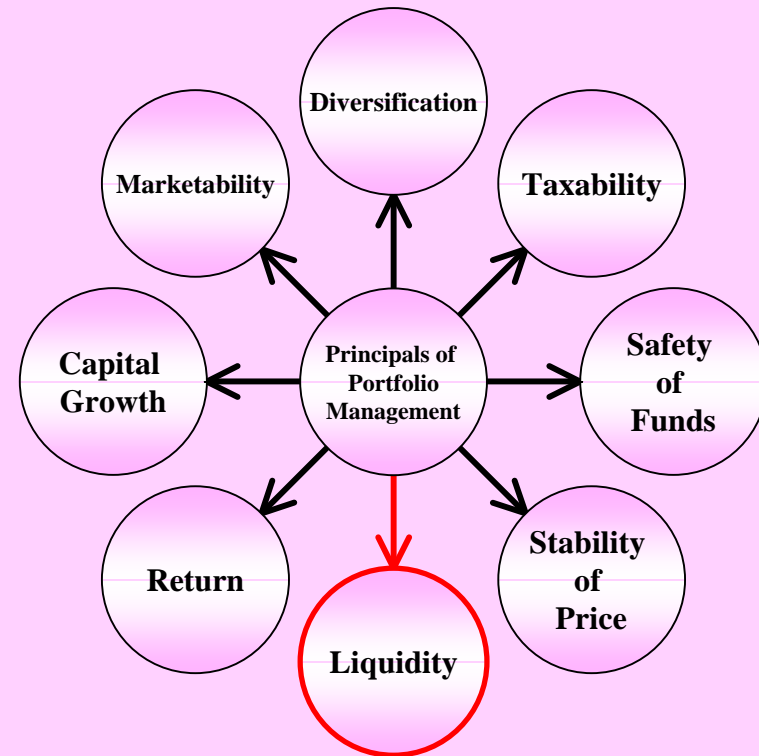 Diversification
Marketability
Taxability
Capital
Growth
Principals of
Portfolio
Management
Safety
of
Funds
Return
Stability
of
Price
Liquidity